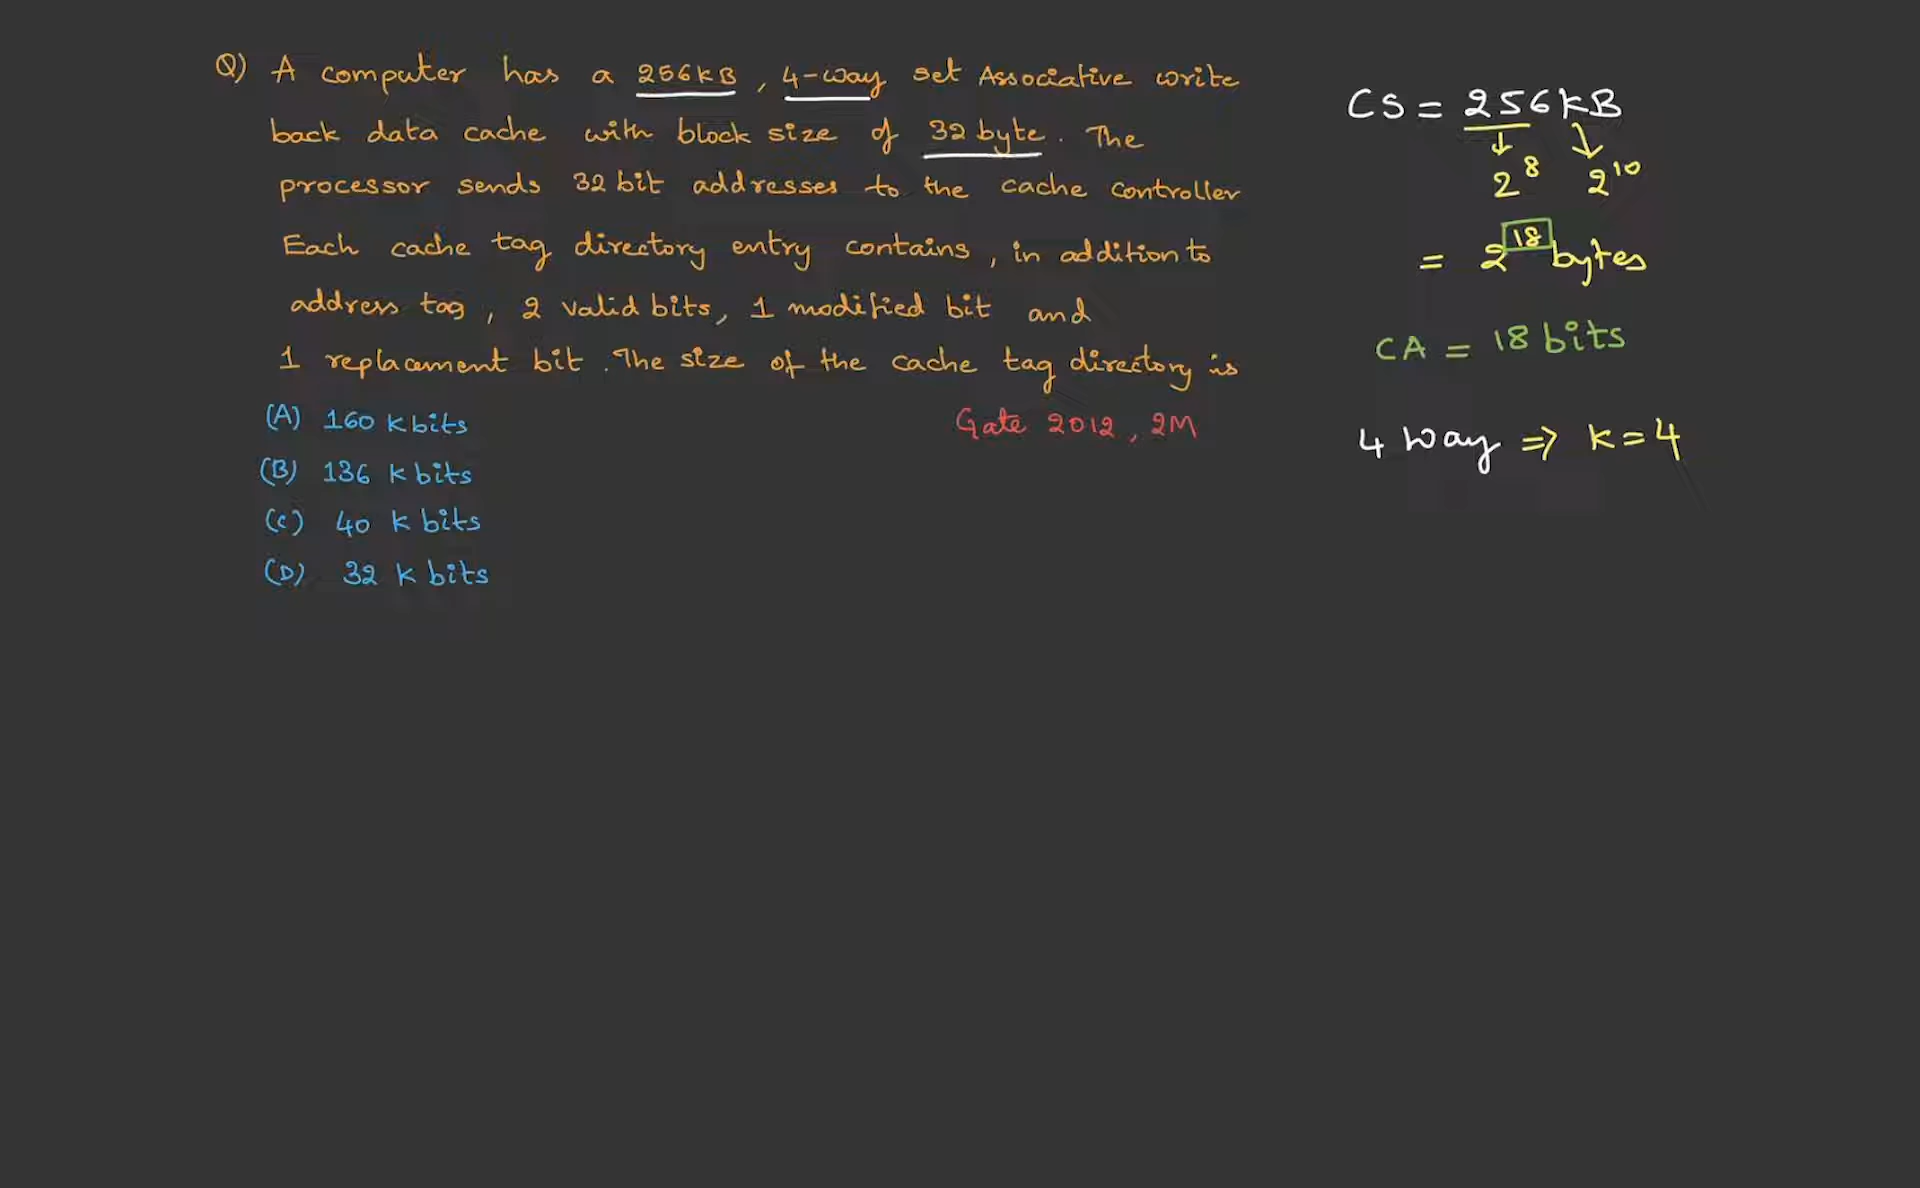 Q) A computer has a 256kB, 4-way set Associative write
back data cache with block size of 32 byte. The
processor sends 32 bit addresses to the cache controller
Each cache tag directory entry contains, in addition to
address tag, 2 valid bits, 1 modified bit and
1 replacement bit. The size of the cache tag directory is
(A) 160 k bits
Gate 2012, 2M
(B) 136 k bits
(C) 40 k bits
(D) 32 k bits
CS = 256kB
↓ ↓
2^8 2^10
= 2^18 bytes
CA = 18 bits
4 way ⇒ k = 4